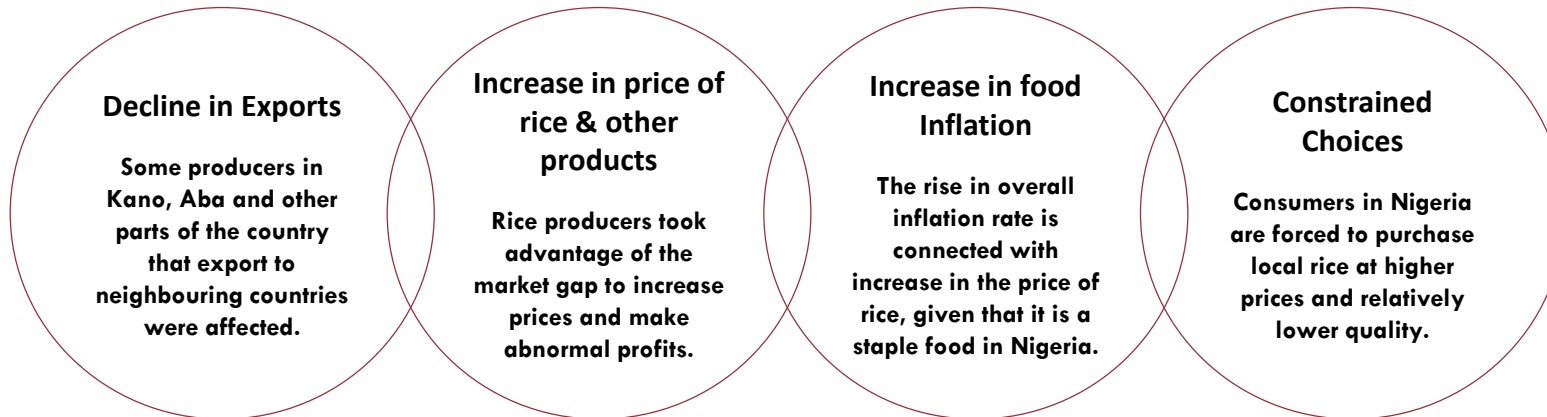 Decline in Exports
Some producers in
Kano, Aba and other
parts of the country
that export to
neighbouring countries
were affected.
Increase in price of
rice & other
products
Rice producers took
advantage of the
market gap to increase
prices and make
abnormal profits.
Increase in food
Inflation
The rise in overall
inflation rate is
connected with
increase in the price of
rice, given that it is a
staple food in Nigeria.
Constrained
Choices
Consumers in Nigeria
are forced to purchase
local rice at higher
prices and relatively
lower quality.